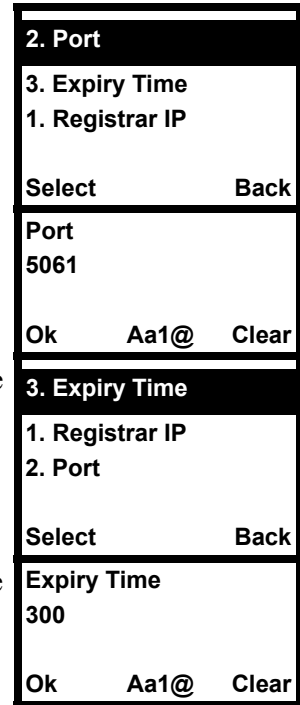 2. Port
3. Expiry Time
1. Registrar IP
Select Back
Port
5061
Ok Aa1@ Clear
e
3. Expiry Time
1. Registrar IP
2. Port
Select Back
e
Expiry Time
300
Ok Aa1@ Clear